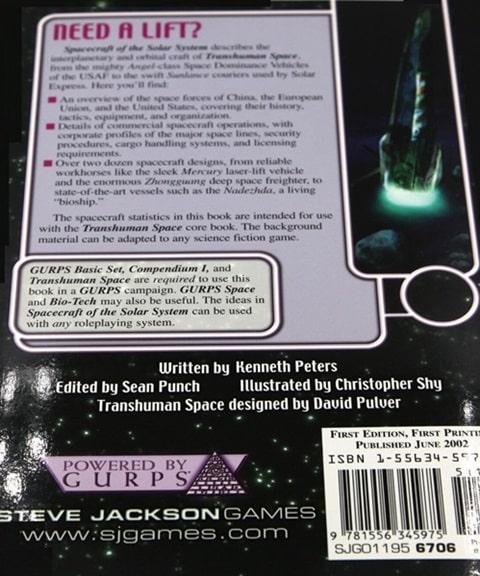 NEED A LIFT?
Spacecraft of the Solar System describes the
interplanetary and orbital craft of Transhuman Space,
from the mighty Angel-class Space Dominance Vehicles
of the USAF to the swift Sundance couriers used by Solar
Express. Here you'll find:
■ An overview of the space forces of China, the European
Union, and the United States, covering their history,
tactics, equipment, and organization.
■ Details of commercial spacecraft operations, with
corporate profiles of the major space lines, security
procedures, cargo handling systems, and licensing
requirements.
■ Over two dozen spacecraft designs, from reliable
workhorses like the sleek Mercury laser-lift vehicle
and the enormous Zhongguang deep space freighter, to
state-of-the-art vessels such as the Nadezhda, a living
"bioship."
The spacecraft statistics in this book are intended for use
with the Transhuman Space core book. The background
material can be adapted to any science fiction game.
GURPS Basic Set, Compendium I, and
Transhuman Space are required to use this
book in a GURPS campaign. GURPS Space
and Bio-Tech may also be useful. The ideas in
Spacecraft of the Solar System can be used
with any roleplaying system.
Written by Kenneth Peters
Edited by Sean Punch Illustrated by Christopher Shy
Transhuman Space designed by David Pulver
FIRST EDITION, FIRST PRINTI
PUBLISHED JUNE 2002
ISBN 1-55634-597
POWERED BY
GURPS
STEVE JACKSON GAMES
www.sjgames.com
9 781556 345975
SJG01195 6706